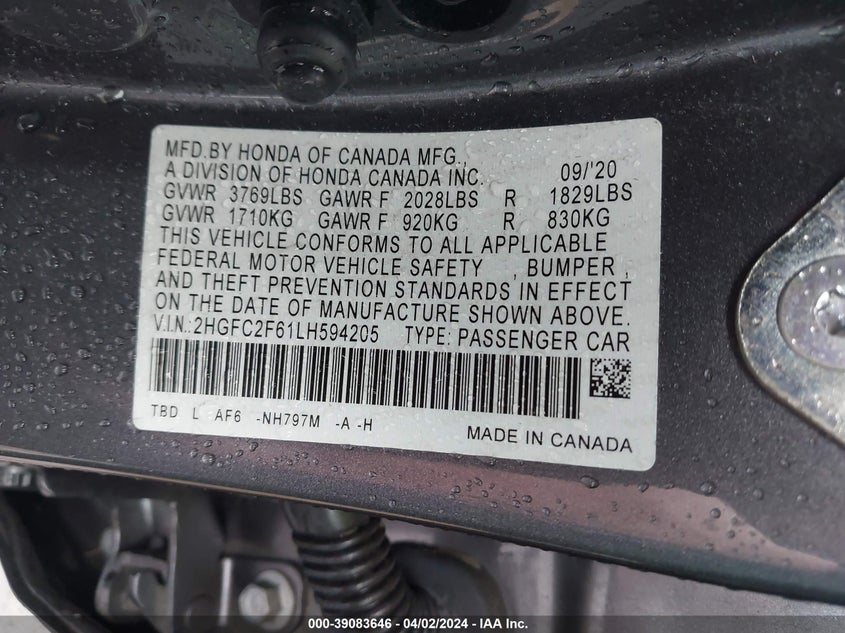 MFD.BY HONDA OF CANADA MFG.,
A DIVISION OF HONDA CANADA INC. 09/'20
GVWR 3769LBS GAWR F 2028LBS R 1829LBS
GVWR 1710KG GAWR F 920KG R 830KG
THIS VEHICLE CONFORMS TO ALL APPLICABLE
FEDERAL MOTOR VEHICLE SAFETY , BUMPER ,
AND THEFT PREVENTION STANDARDS IN EFFECT
ON THE DATE OF MANUFACTURE SHOWN ABOVE.
V.I.N.:2HGFC2F61LH594205 TYPE: PASSENGER CAR
TBD L AF6 -NH797M -A -H
MADE IN CANADA
000-39083646 - 04/02/2024 - IAA Inc.